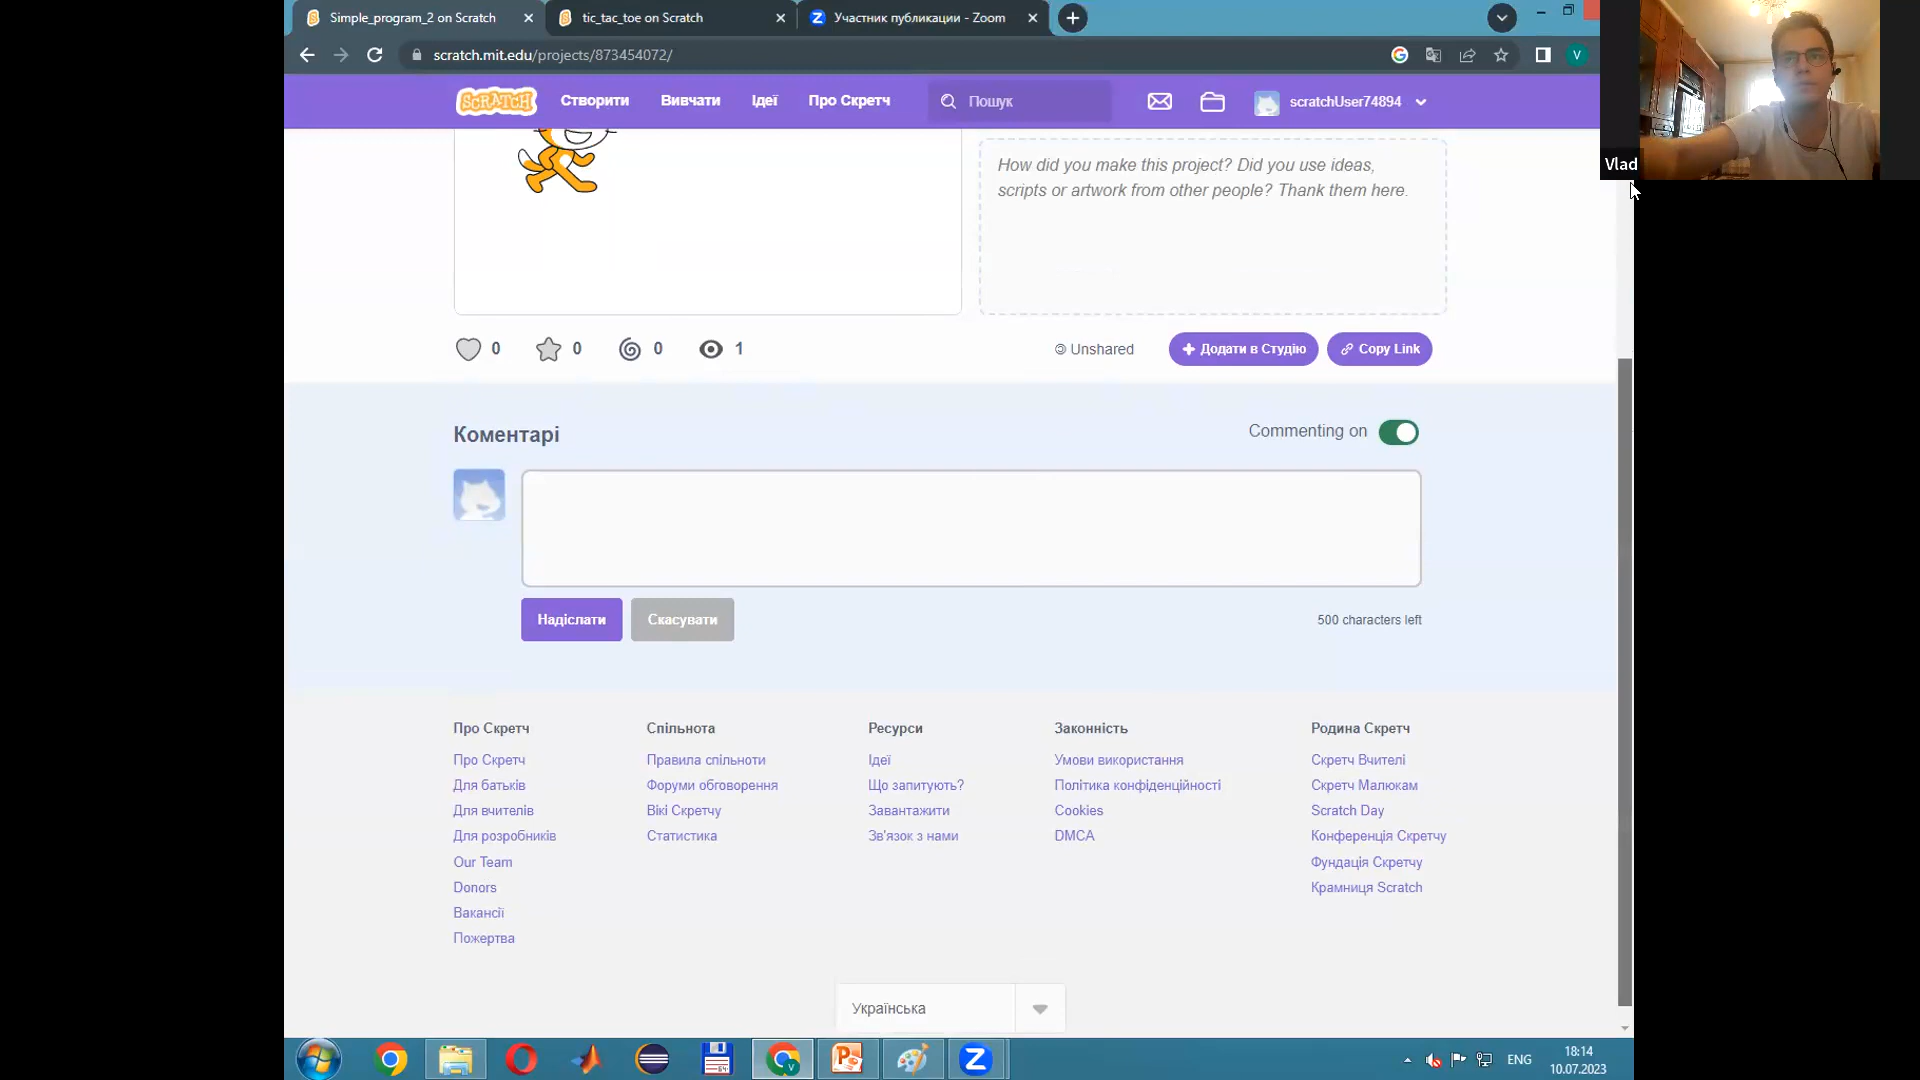 Simple_program_2 on Scratch
tic_tac_toe on Scratch
Участник публикации - Zoom
scratch.mit.edu/projects/873454072/
V
SCRATCH
Створити
Вивчати
Ідеї
Про Скретч
Пошук
scratchUser74894
Vlad
How did you make this project? Did you use ideas,
scripts or artwork from other people? Thank them here.
0
0
0
1
Unshared
Додати в Студію
Copy Link
Коментарі
Commenting on
Надіслати
Скасувати
500 characters left
Про Скретч
Про Скретч
Для батьків
Для вчителів
Для розробників
Our Team
Donors
Вакансії
Пожертва
Спільнота
Правила спільноти
Форуми обговорення
Вікі Скретчу
Статистика
Ресурси
Ідеї
Що запитують?
Завантажити
Зв'язок з нами
Законність
Умови використання
Політика конфіденційності
Cookies
DMCA
Родина Скретч
Скретч Вчителі
Скретч Малюкам
Scratch Day
Конференція Скретчу
Фундація Скретчу
Крамниця Scratch
Українська
ENG
18:14
10.07.2023